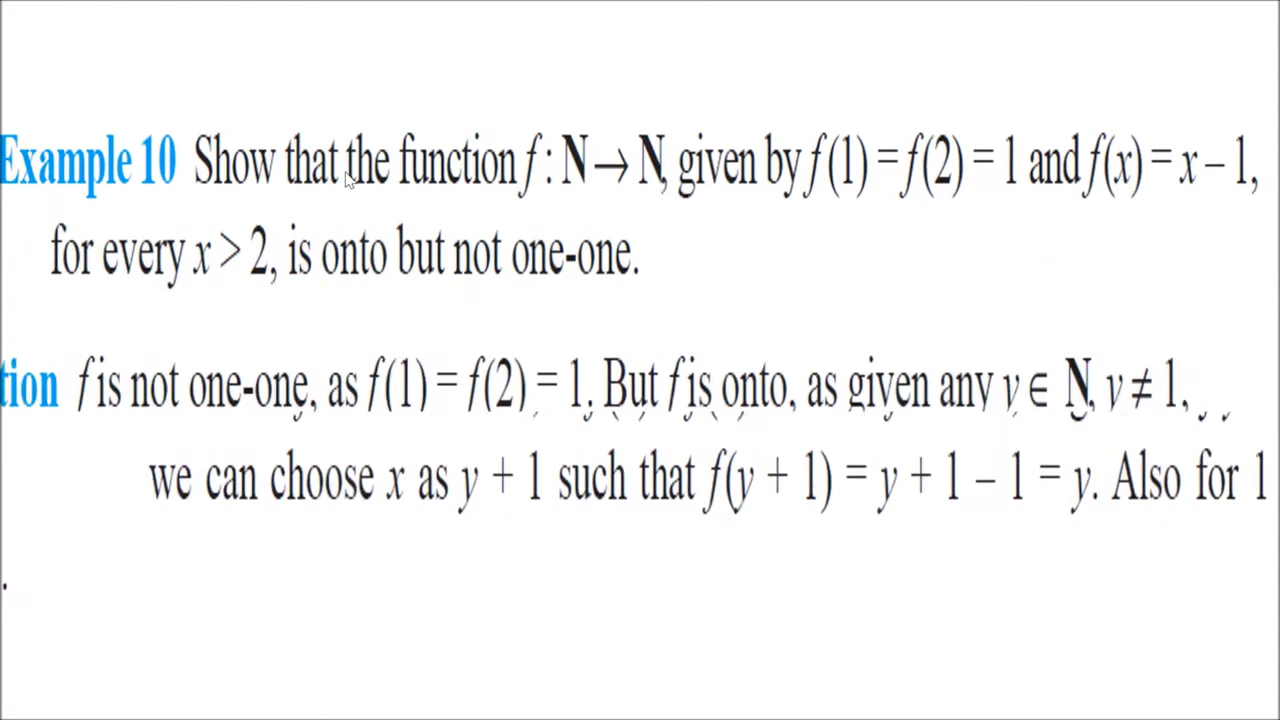 Example 10 Show that the function f : N → N, given by f(1) = f(2) = 1 and f(x) = x – 1,
for every x > 2, is onto but not one-one.
tion f is not one-one, as f(1) = f(2) = 1. But f is onto, as given any y ∈ N, y ≠ 1,
we can choose x as y + 1 such that f(y + 1) = y + 1 – 1 = y. Also for 1
.